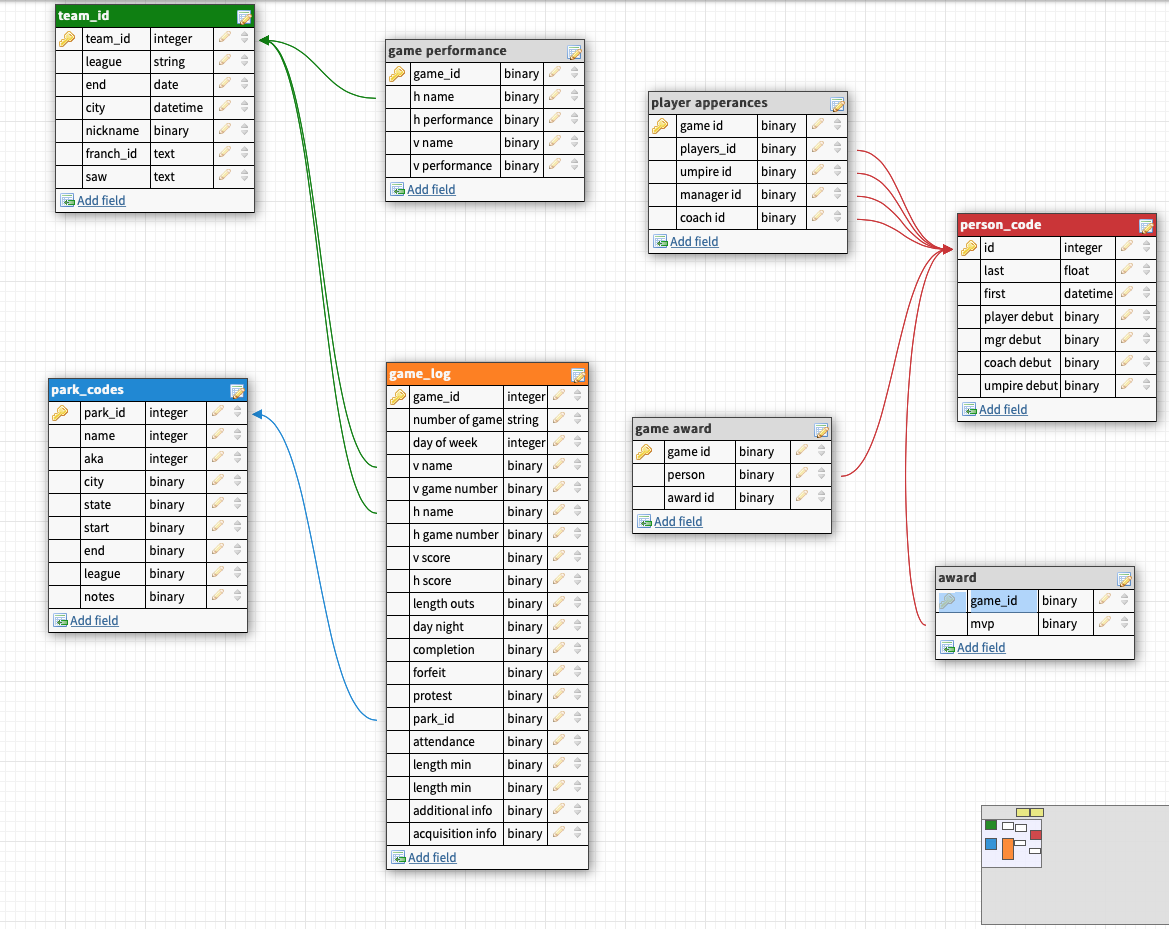 team_id
team_id integer
league string
end date
city datetime
nickname binary
franch_id text
saw text
Add field
game performance
game_id binary
h name binary
h performance binary
v name binary
v performance binary
Add field
player apperances
game id binary
players_id binary
umpire id binary
manager id binary
coach id binary
Add field
person_code
id integer
last float
first datetime
player debut binary
mgr debut binary
coach debut binary
umpire debut binary
Add field
park_codes
park_id integer
name integer
aka integer
city binary
state binary
start binary
end binary
league binary
notes binary
Add field
game_log
game_id integer
number of game string
day of week integer
v name binary
v game number binary
h name binary
h game number binary
v score binary
h score binary
length outs binary
day night binary
completion binary
forfeit binary
protest binary
park_id binary
attendance binary
length min binary
length min binary
additional info binary
acquisition info binary
Add field
game award
game id binary
person binary
award id binary
Add field
award
game_id binary
mvp binary
Add field